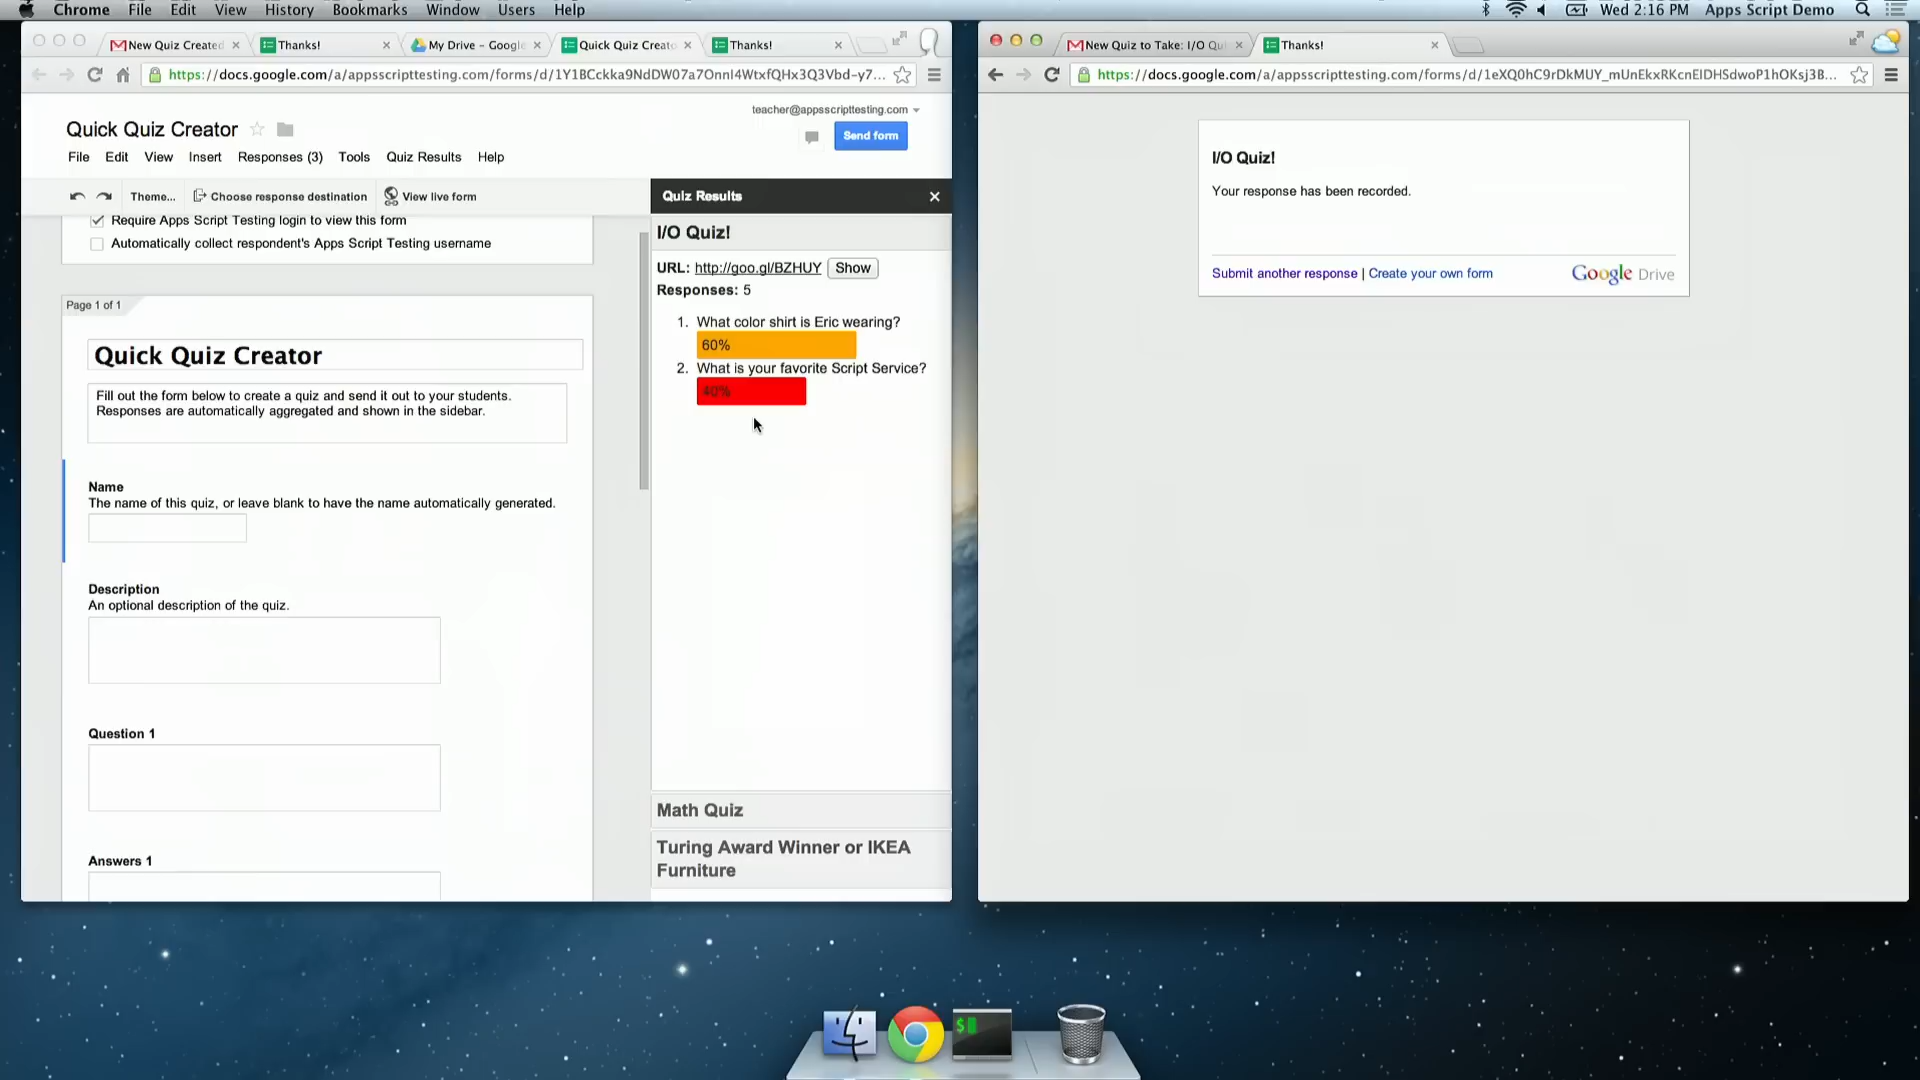 Chrome File Edit View History Bookmarks Window Users Help
Wed 2:16 PM Apps Script Demo
New Quiz Created
Thanks!
My Drive – Google
Quick Quiz Creato
Thanks!
https://docs.google.com/a/appsscripttesting.com/forms/d/1Y1BCckka9NdDW07a7Onnl4WtxfQHx3Q3Vbd-y7...
teacher@appsscripttesting.com
Quick Quiz Creator
Send form
File Edit View Insert Responses (3) Tools Quiz Results Help
Theme... Choose response destination View live form
Require Apps Script Testing login to view this form
Automatically collect respondent's Apps Script Testing username
Page 1 of 1
Quick Quiz Creator
Fill out the form below to create a quiz and send it out to your students.
Responses are automatically aggregated and shown in the sidebar.
Name
The name of this quiz, or leave blank to have the name automatically generated.
Description
An optional description of the quiz.
Question 1
Answers 1
Quiz Results
I/O Quiz!
URL: http://goo.gl/BZHUY Show
Responses: 5
1. What color shirt is Eric wearing?
60%
2. What is your favorite Script Service?
40%
Math Quiz
Turing Award Winner or IKEA
Furniture
New Quiz to Take: I/O Qu
Thanks!
https://docs.google.com/a/appsscripttesting.com/forms/d/1eXQ0hC9rDkMUY_mUnEkxRKcnElDHSdwoP1hOKsj3B...
I/O Quiz!
Your response has been recorded.
Submit another response | Create your own form
Google Drive
$